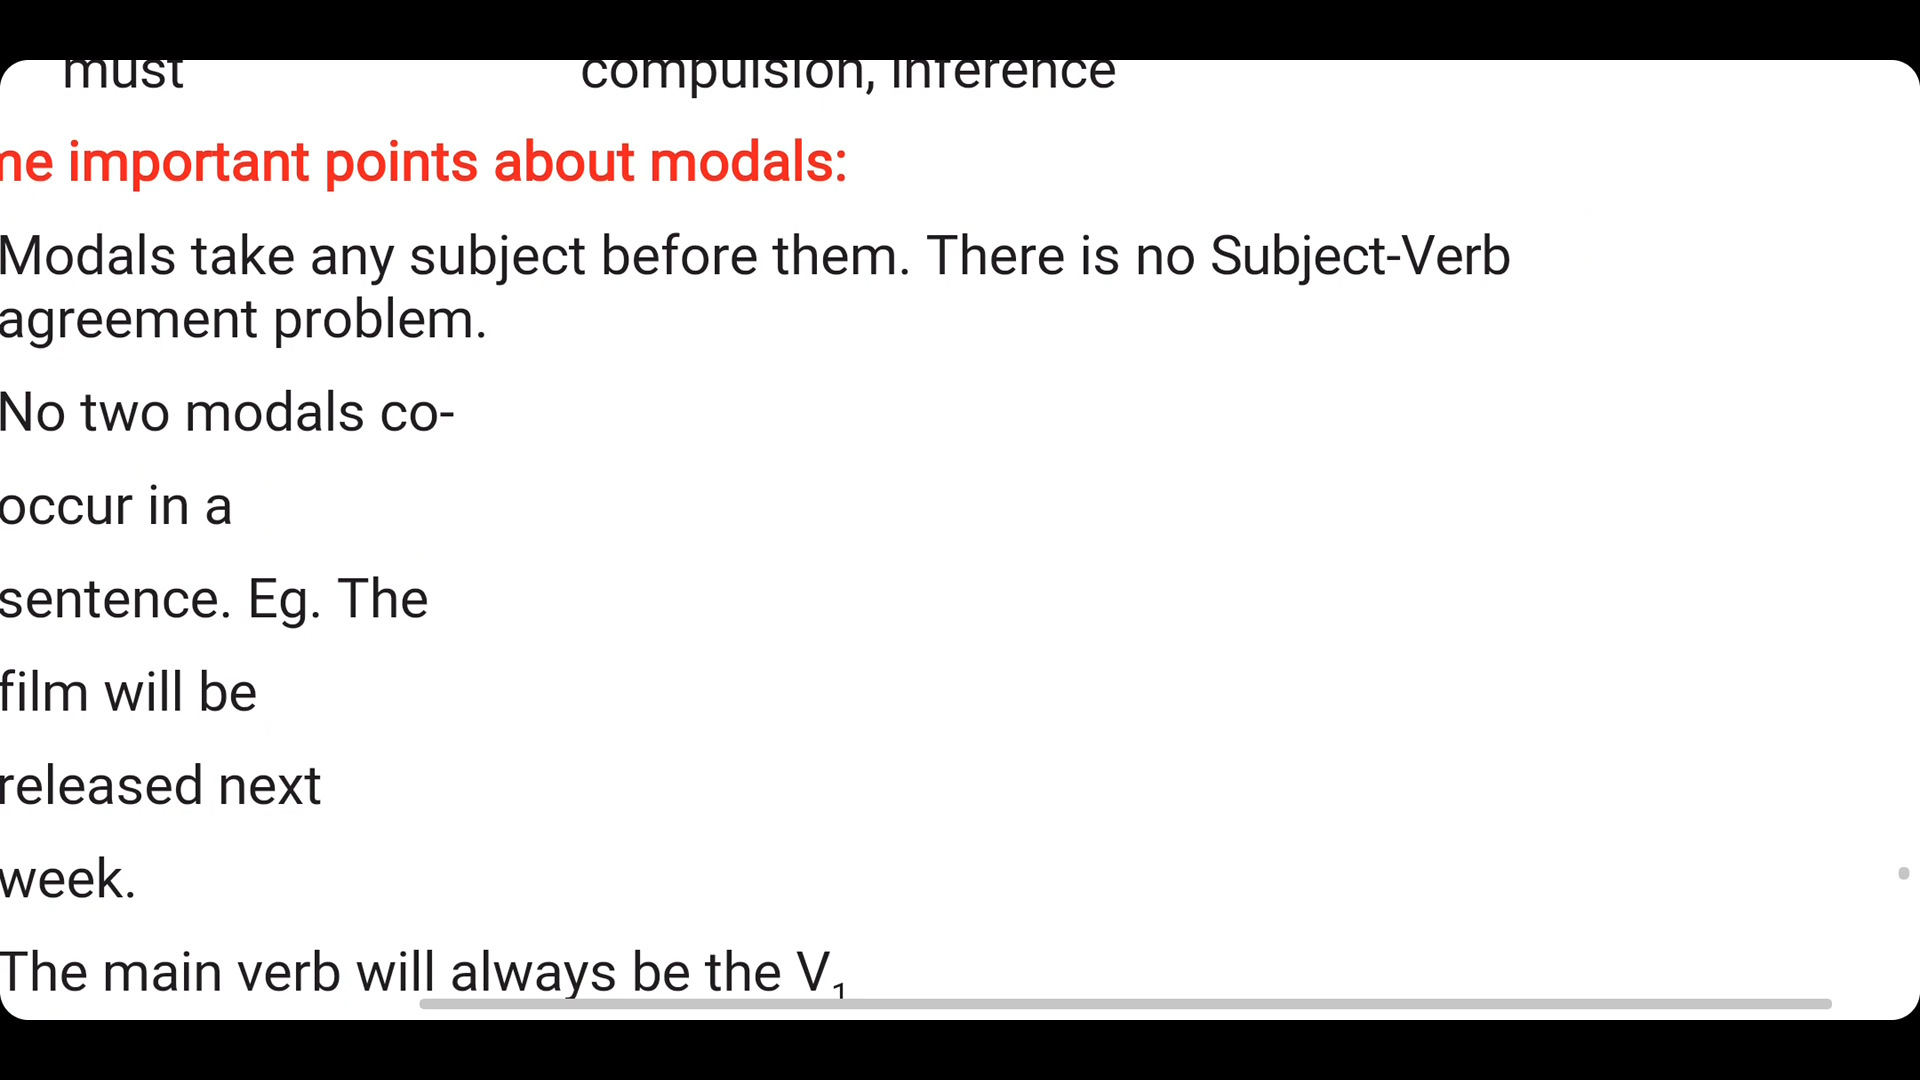 must compulsion, inference
me important points about modals:
Modals take any subject before them. There is no Subject-Verb
agreement problem.
No two modals co-
occur in a
sentence. Eg. The
film will be
released next
week.
The main verb will always be the V₁